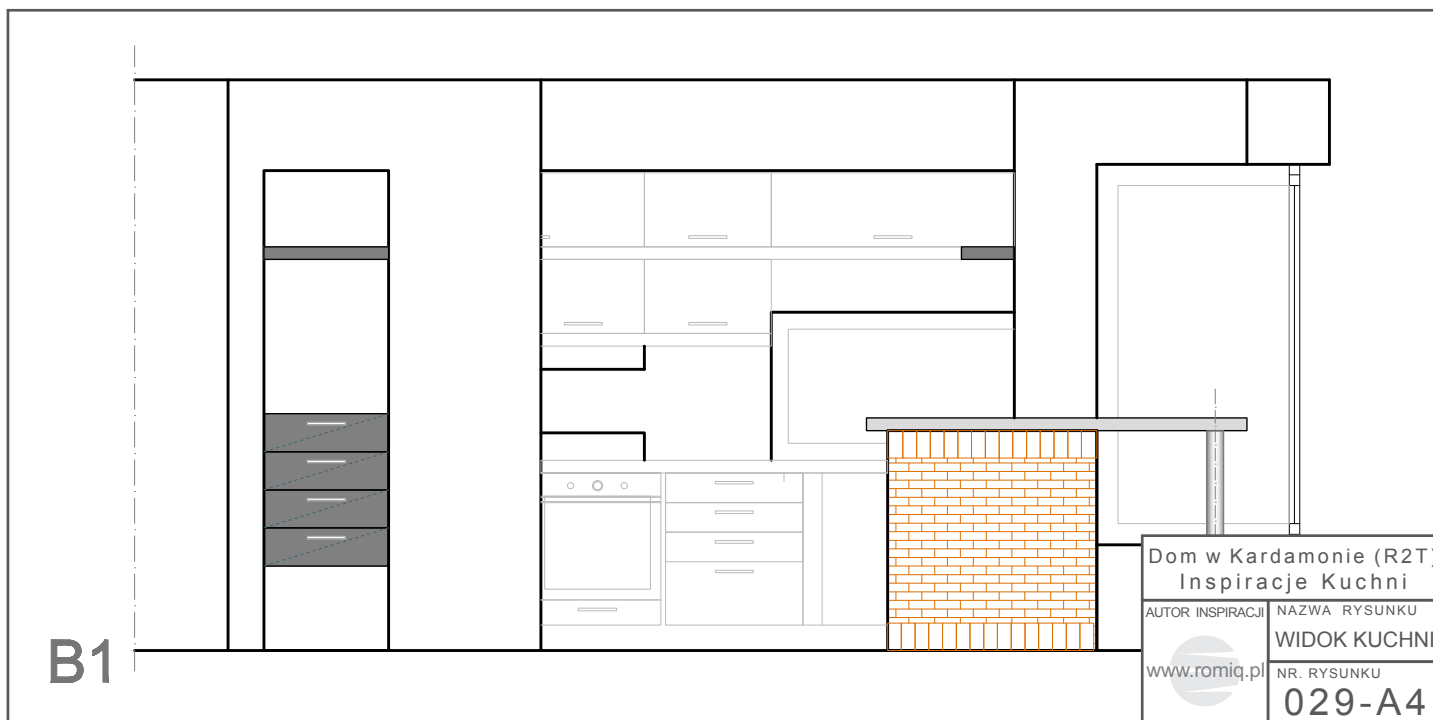 B1
Dom w Kardamonie (R2T)
Inspiracje Kuchni
AUTOR INSPIRACJI
www.romiq.pl
NAZWA RYSUNKU
WIDOK KUCHNI
NR. RYSUNKU
029-A4